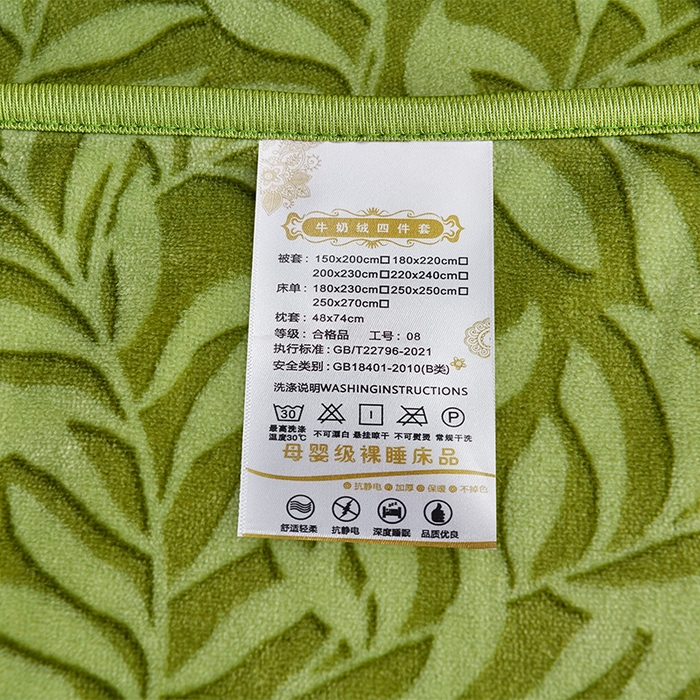 牛奶绒四件套
被套：150x200cm□ 180x220cm□
200x230cm□ 220x240cm□
床单：180x230cm□ 250x250cm□
250x270cm□
枕套：48x74cm
等级：合格品 工号：08
执行标准：GB/T22796-2021
安全类别：GB18401-2010(B类)
洗涤说明WASHINGINSTRUCTIONS
30 P
最高洗涤温度30℃ 不可漂白 悬挂晾干 不可熨烫 常规干洗
母婴级裸睡床品
抗静电 加厚 保暖 不掉色
舒适轻柔 抗静电 深度睡眠 品质优良